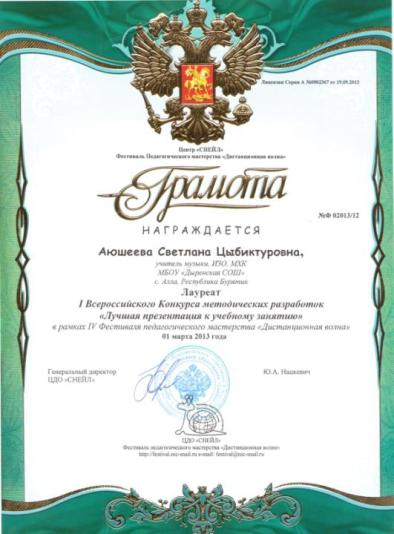 Лицензия Серия А №0002367 от 19.09.2012
Центр «СНЕЙЛ»
Фестиваль Педагогического мастерства «Дистанционная волна»
Грамота
№Ф 02013/12
НАГРАЖДАЕТСЯ
Аюшеева Светлана Цыбиктуровна,
учитель музыки, ИЗО, МХК
МБОУ «Дыренская СОШ»
с. Алла, Республика Бурятия
Лауреат
I Всероссийского Конкурса методических разработок
«Лучшая презентация к учебному занятию»
в рамках IV Фестиваля педагогического мастерства «Дистанционная волна»
01 марта 2013 года
Генеральный директор
ЦДО «СНЕЙЛ»
Ю.А. Нацкевич
ЦДО «СНЕЙЛ»
Фестиваль педагогического мастерства «Дистанционная волна»
http://festival.nic-snail.ru e-mail: festival@nic-snail.ru